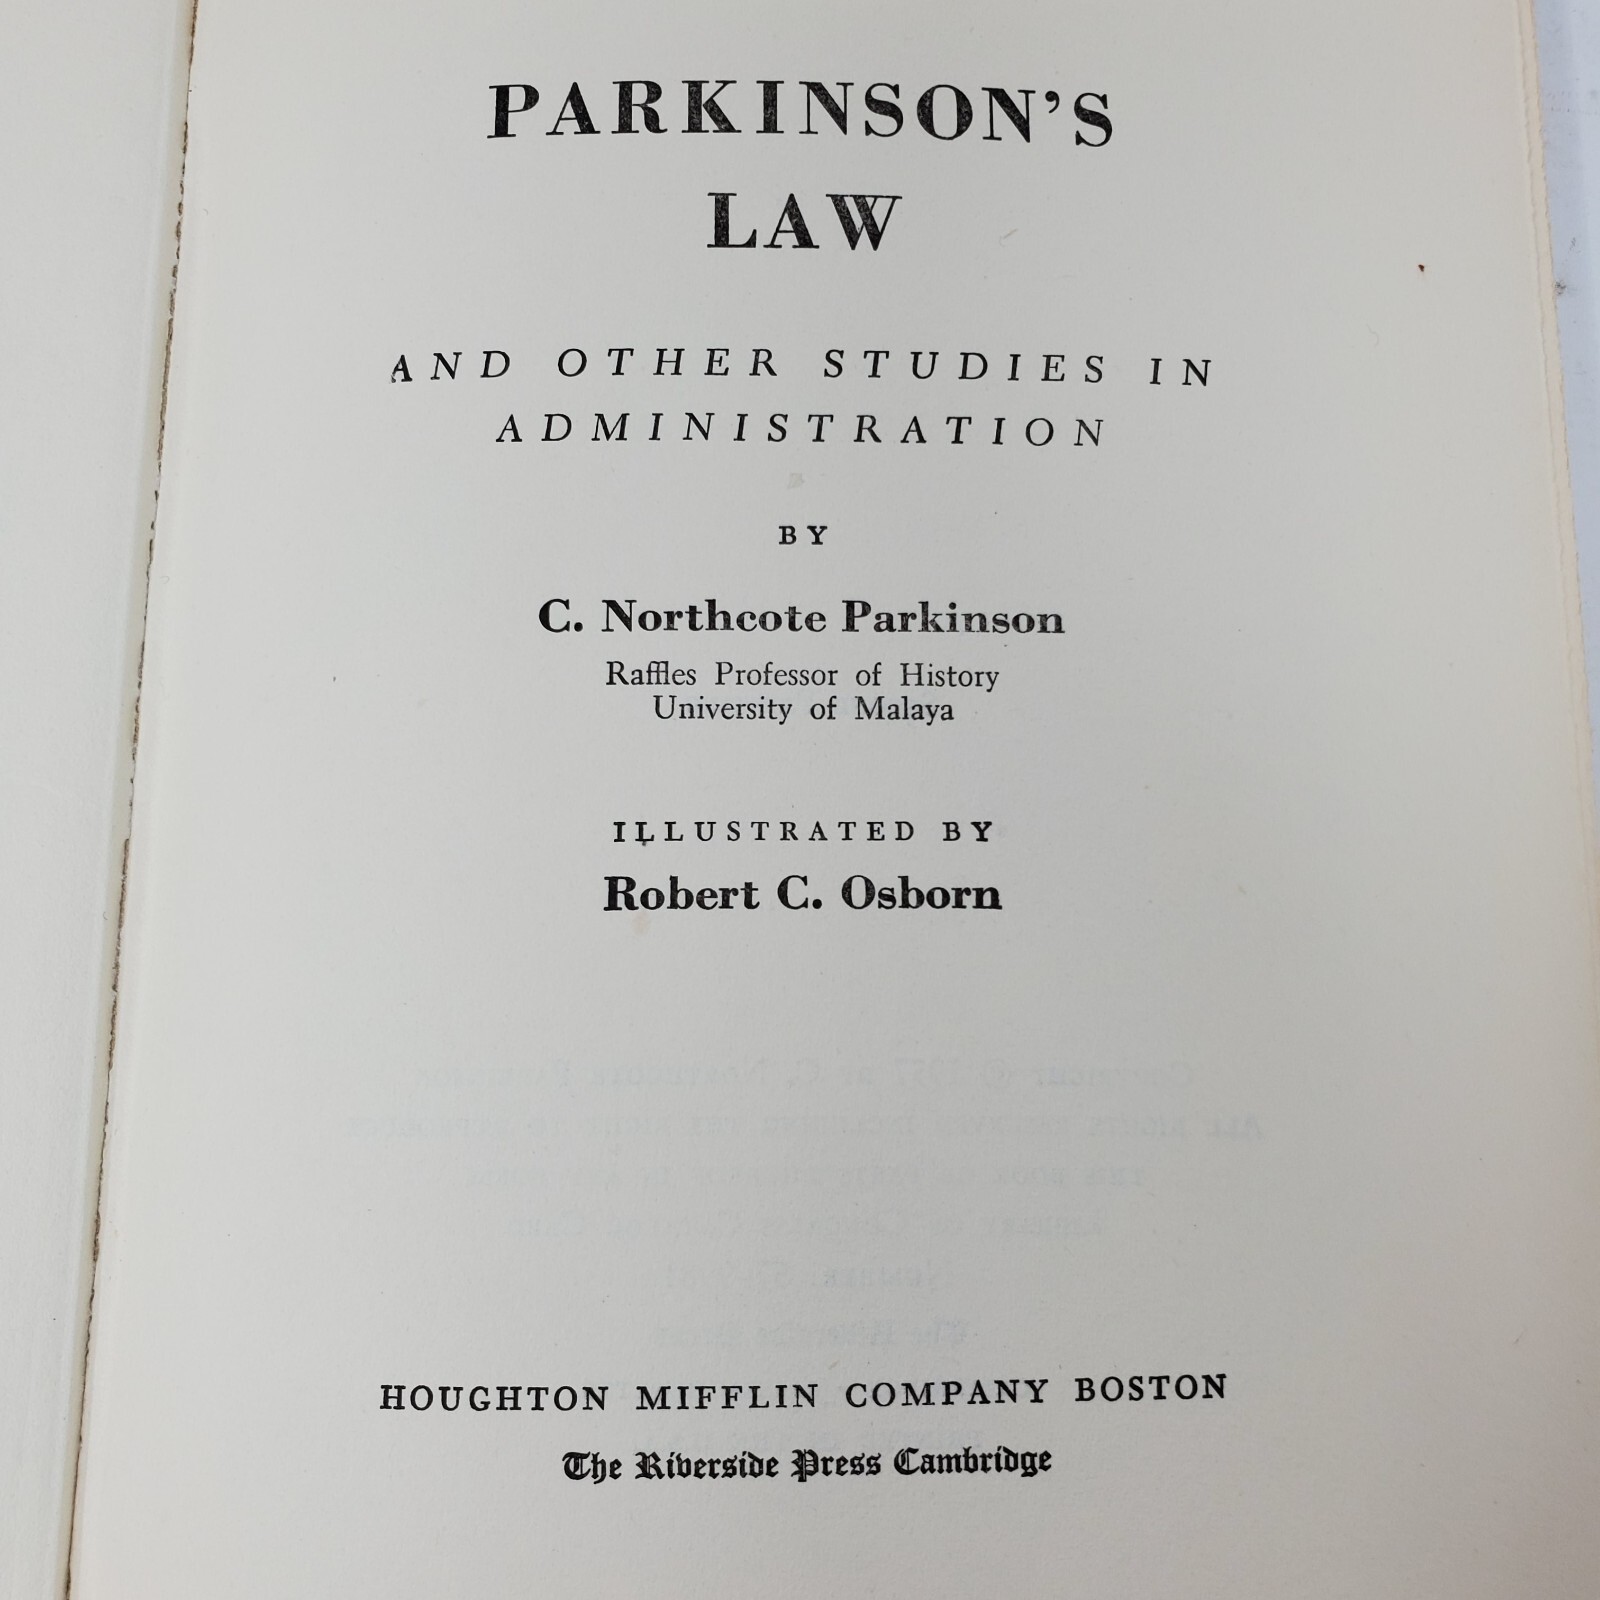 PARKINSON'S
LAW
AND OTHER STUDIES IN
ADMINISTRATION
BY
C. Northcote Parkinson
Raffles Professor of History
University of Malaya
ILLUSTRATED BY
Robert C. Osborn
HOUGHTON MIFFLIN COMPANY BOSTON
The Riverside Press Cambridge